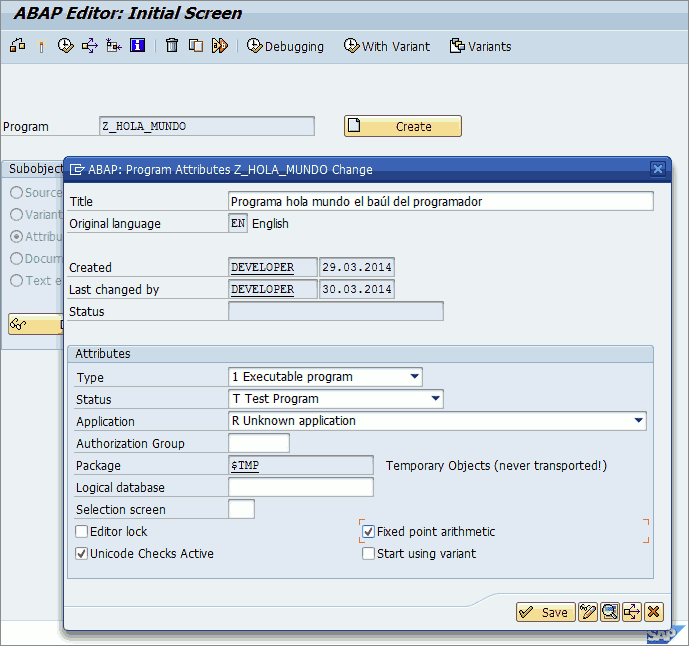 ABAP Editor: Initial Screen
Debugging With Variant Variants
Program Z_HOLA_MUNDO Create
Subobject
ABAP: Program Attributes Z_HOLA_MUNDO Change
Source
Title Programa hola mundo el baúl del programador
Variant
Original language EN English
Attribu
Docum
Created DEVELOPER 29.03.2014
Text e
Last changed by DEVELOPER 30.03.2014
Status
Attributes
Type 1 Executable program
Status T Test Program
Application R Unknown application
Authorization Group
Package $TMP Temporary Objects (never transported!)
Logical database
Selection screen
Editor lock Fixed point arithmetic
Unicode Checks Active Start using variant
Save
SAP